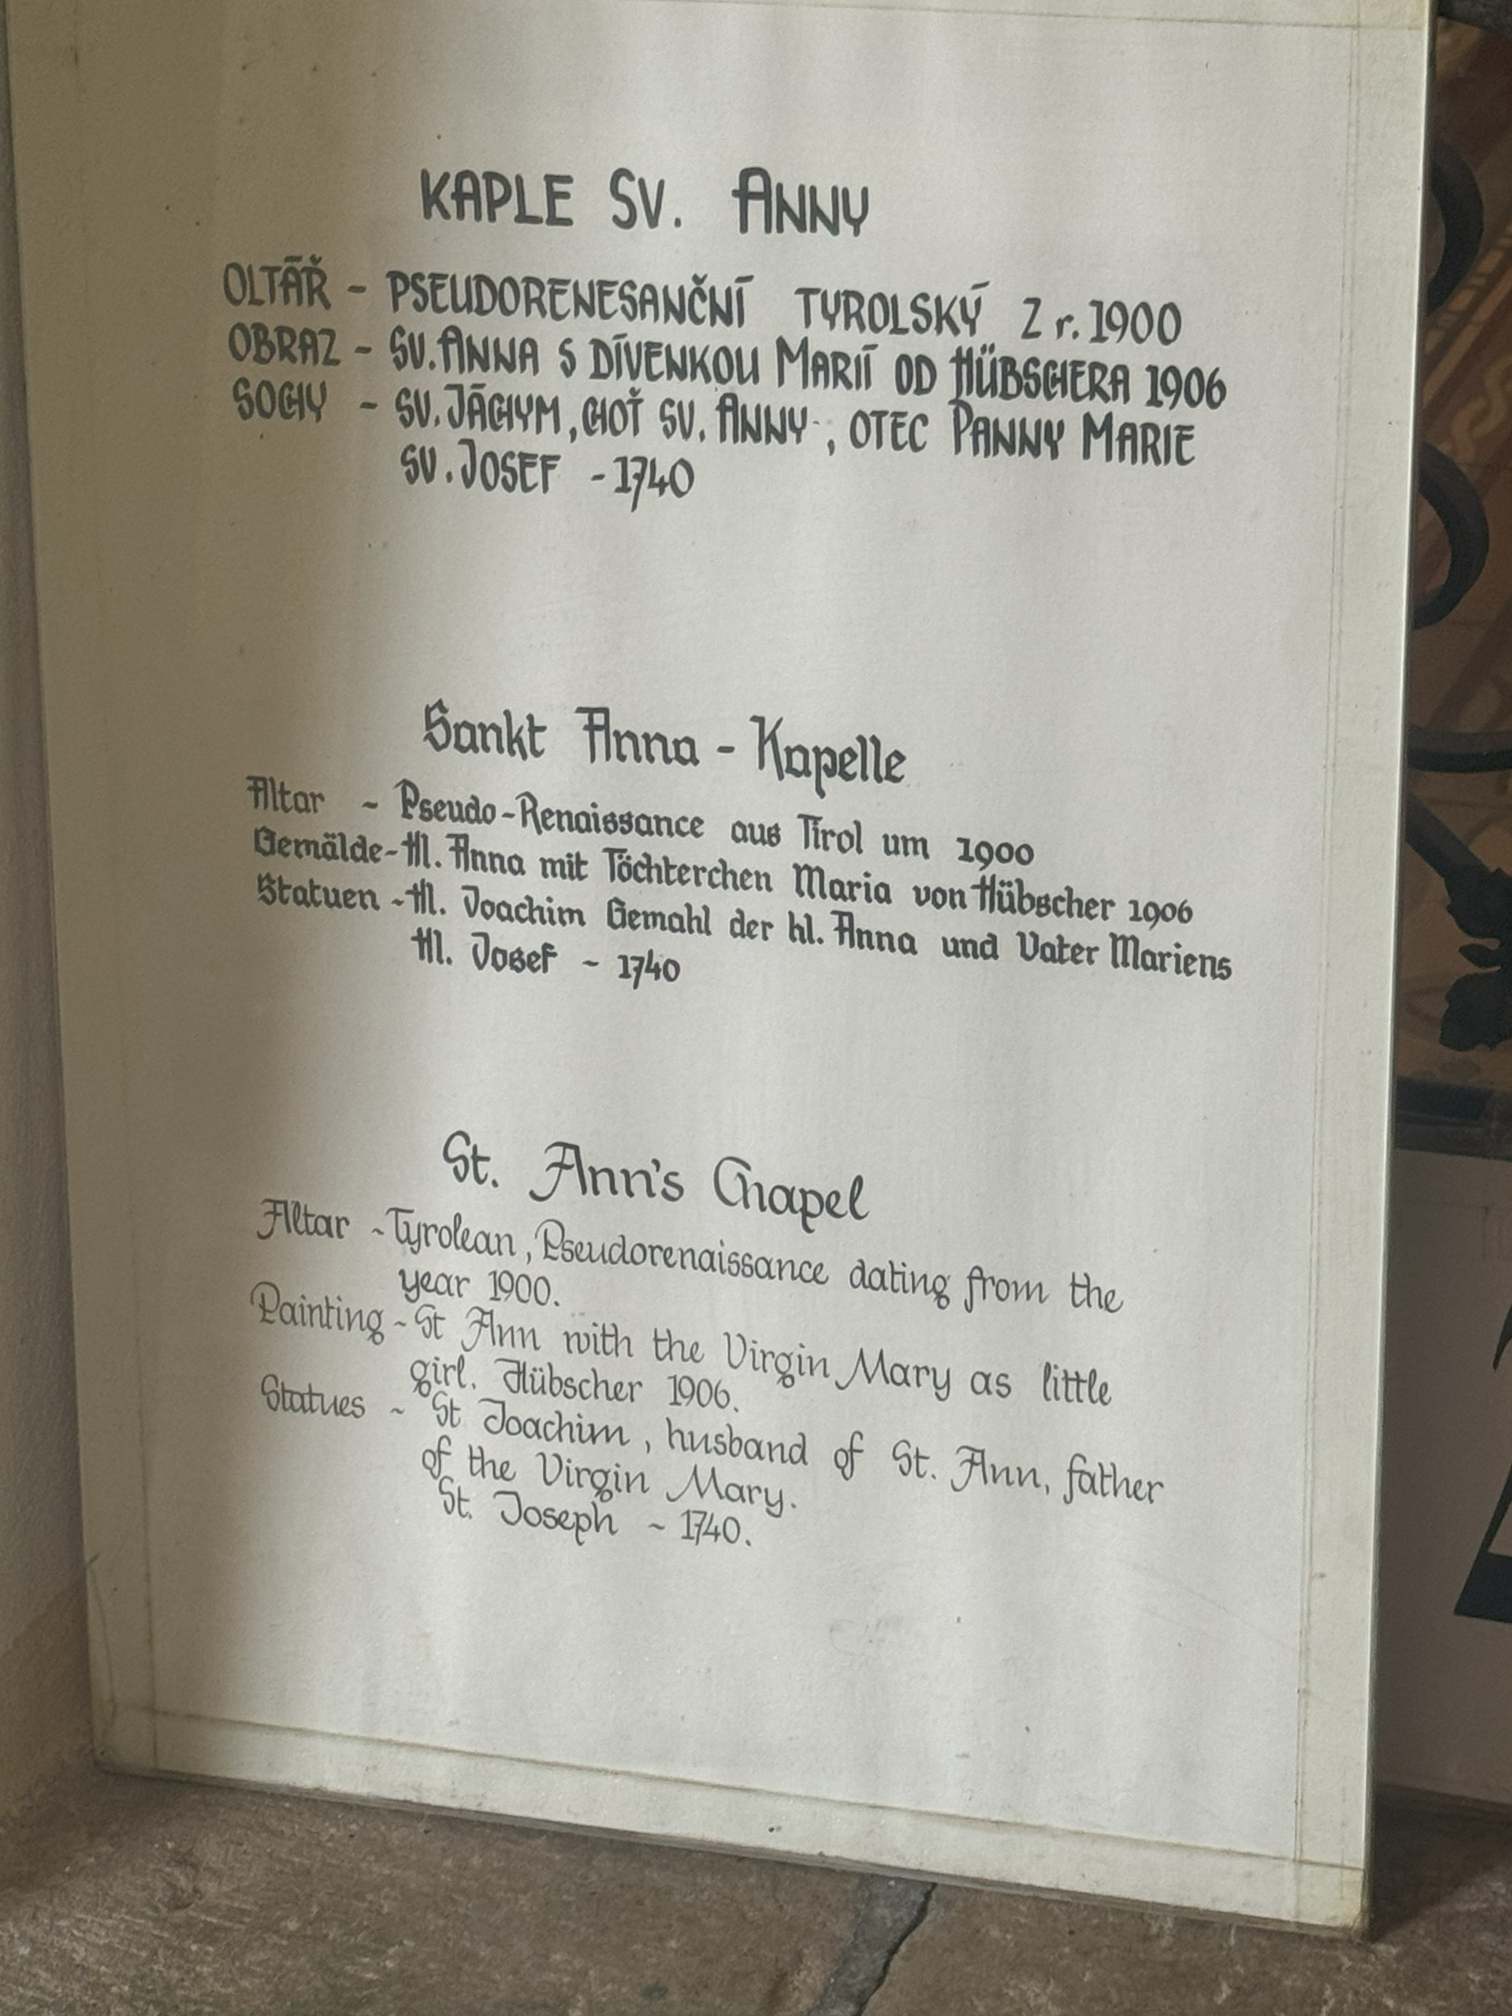 KAPLE SV. ANNY
OLTÁŘ - PSEUDORENESANČNÍ TYROLSKÝ Z r. 1900
OBRAZ - SV. ANNA S DÍVENKOU MARIÍ OD HÜBSCHERA 1906
SOCHY - SV. JÁCHYM, CHOŤ SV. ANNY, OTEC PANNY MARIE
SV. JOSEF - 1740
Sankt Anna - Kapelle
Altar - Pseudo-Renaissance aus Tirol um 1900
Gemälde - Hl. Anna mit Töchterchen Maria von Hübscher 1906
Statuen - Hl. Joachim Gemahl der hl. Anna und Vater Mariens
Hl. Josef - 1740
St. Ann's Chapel
Altar - Tyrolean, Pseudorenaissance dating from the
year 1900.
Painting - St Ann with the Virgin Mary as little
girl. Hübscher 1906.
Statues - St Joachim, husband of St. Ann, father
of the Virgin Mary.
St. Joseph - 1740.